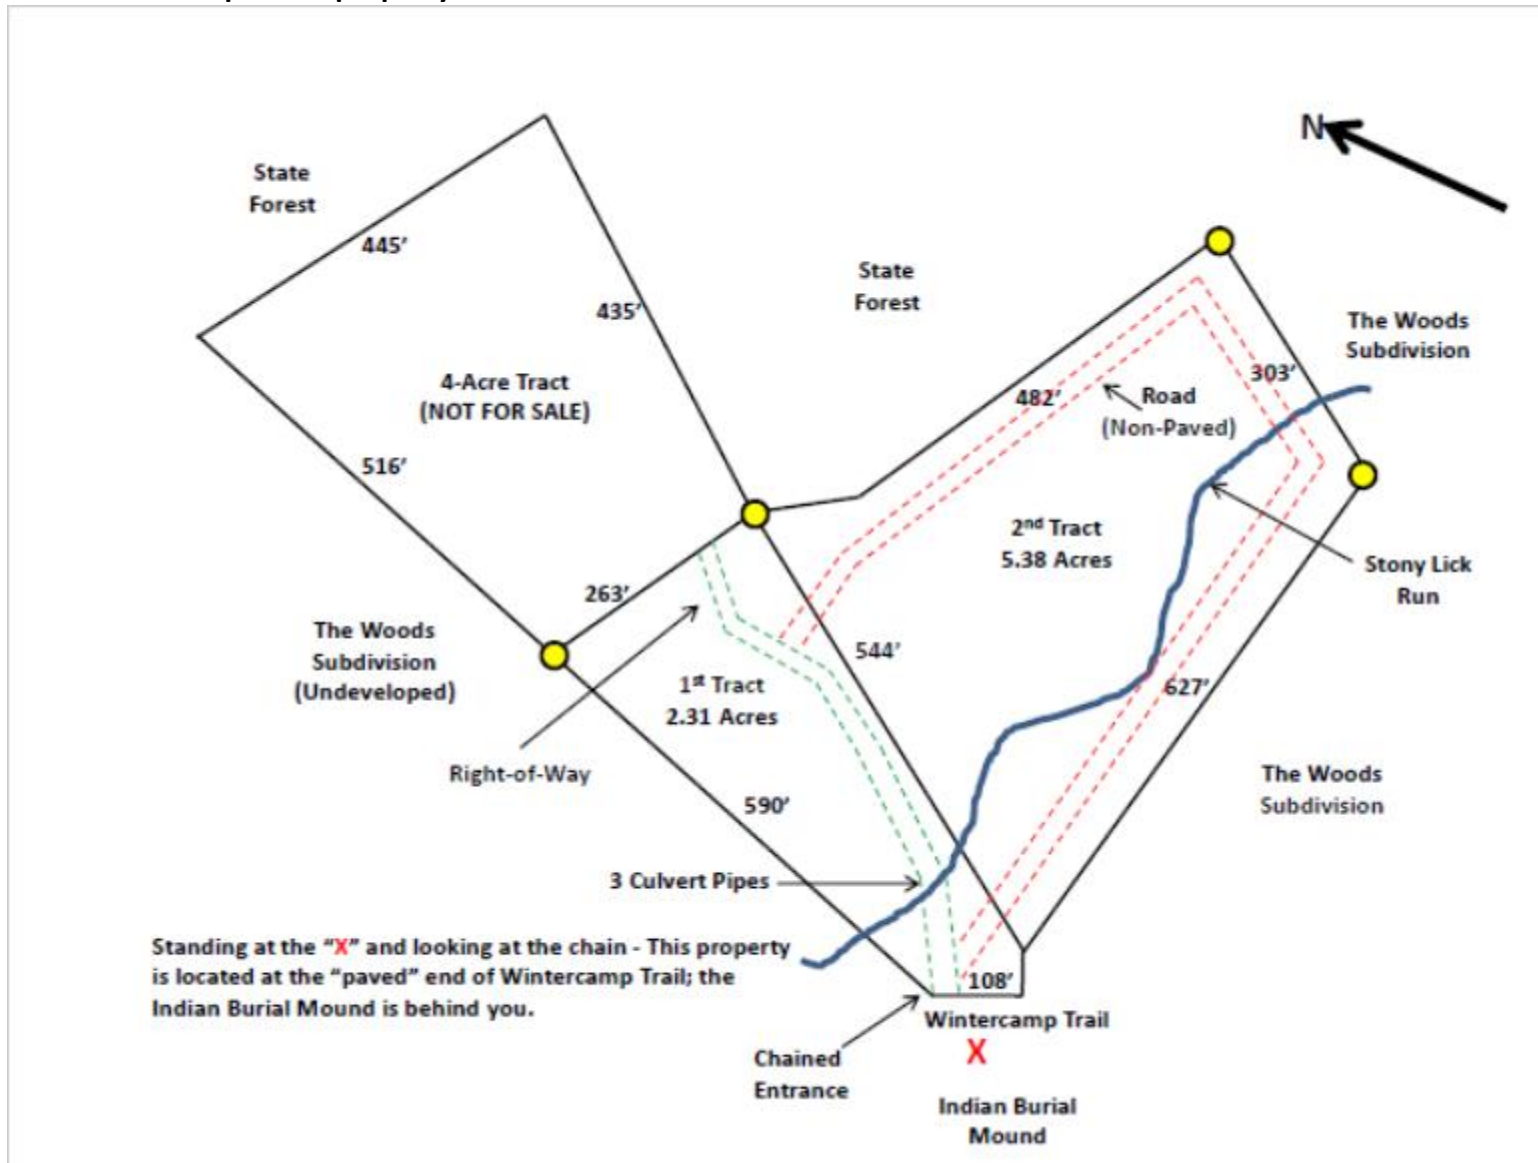 N
State
Forest
445'
435'
State
Forest
The Woods
Subdivision
303'
482'
Road
(Non-Paved)
4-Acre Tract
(NOT FOR SALE)
516'
2nd Tract
5.38 Acres
Stony Lick
Run
263'
The Woods
Subdivision
(Undeveloped)
544'
1st Tract
2.31 Acres
627'
Right-of-Way
590'
The Woods
Subdivision
3 Culvert Pipes
Standing at the “X” and looking at the chain - This property
is located at the “paved” end of Wintercamp Trail; the
Indian Burial Mound is behind you.
108'
Wintercamp Trail
X
Chained
Entrance
Indian Burial
Mound